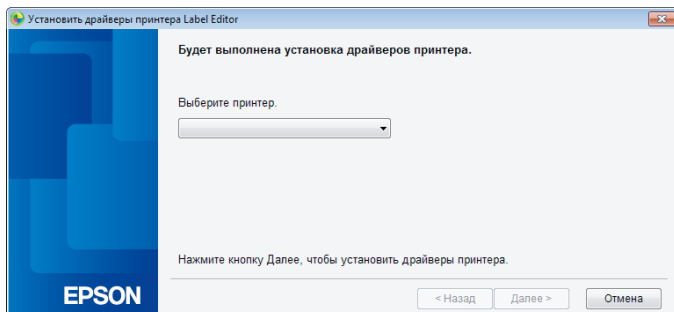 Установить драйверы принтера Label Editor
Будет выполнена установка драйверов принтера.
Выберите принтер.
Нажмите кнопку Далее, чтобы установить драйверы принтера.
EPSON
< Назад
Далее >
Отмена